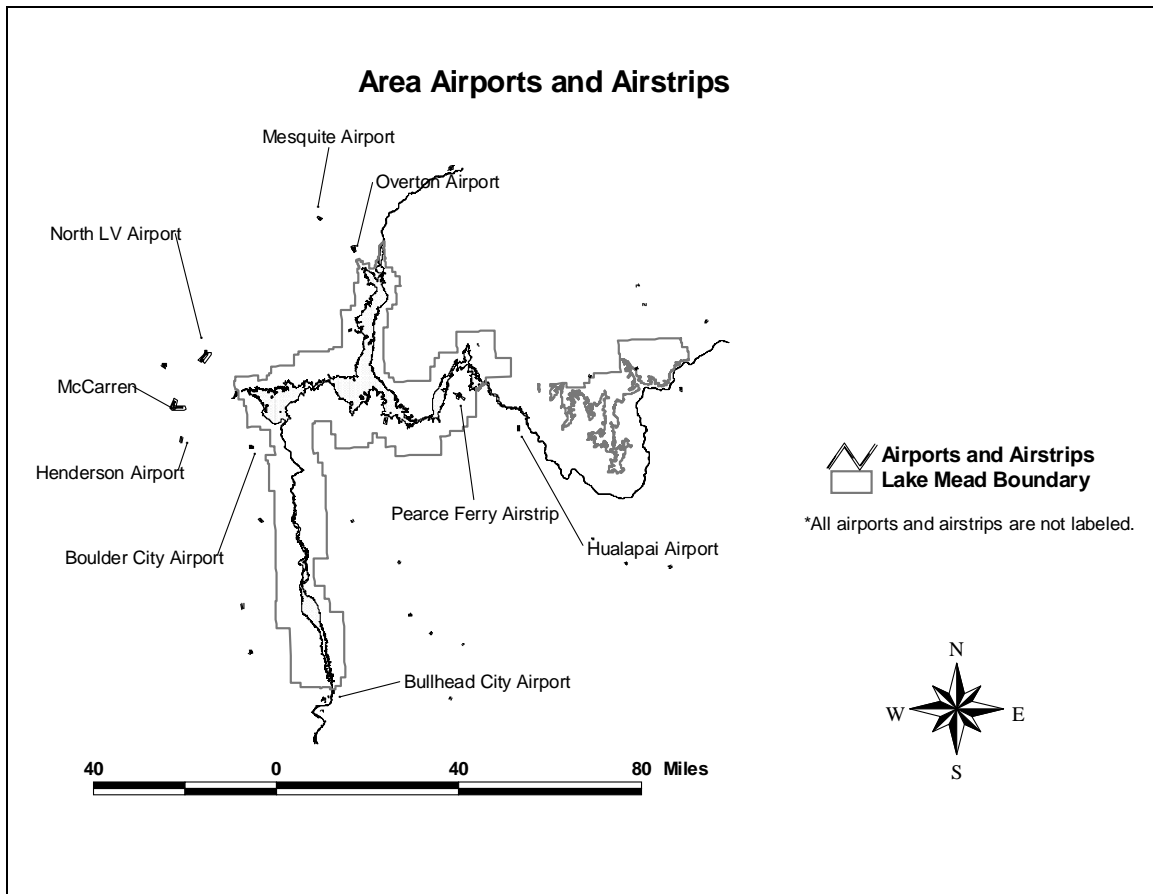 Area Airports and Airstrips
Mesquite Airport
Overton Airport
North LV Airport
McCarren
Henderson Airport
Boulder City Airport
Pearce Ferry Airstrip
Hualapai Airport
Bullhead City Airport
Airports and Airstrips
Lake Mead Boundary
*All airports and airstrips are not labeled.
N
W E
S
40 0 40 80 Miles